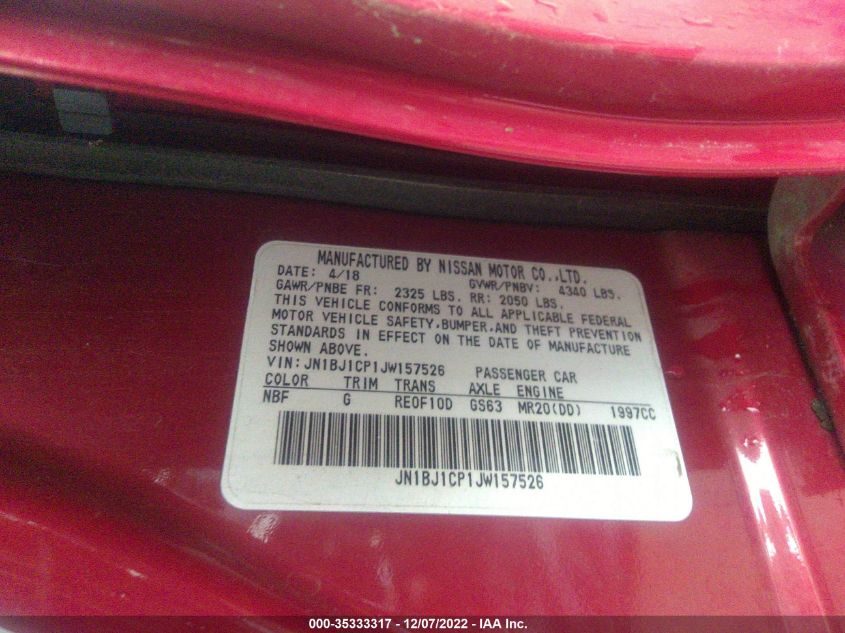 MANUFACTURED BY NISSAN MOTOR CO.,LTD.
DATE: 4/18 GVWR/PNBV: 4340 LBS.
GAWR/PNBE FR: 2325 LBS. RR: 2050 LBS.
THIS VEHICLE CONFORMS TO ALL APPLICABLE FEDERAL
MOTOR VEHICLE SAFETY,BUMPER,AND THEFT PREVENTION
STANDARDS IN EFFECT ON THE DATE OF MANUFACTURE
SHOWN ABOVE.
VIN:JN1BJ1CP1JW157526 PASSENGER CAR
COLOR TRIM TRANS AXLE ENGINE
NBF G RE0F10D GS63 MR20(DD) 1997CC
JN1BJ1CP1JW157526
000-35333317 - 12/07/2022 - IAA Inc.